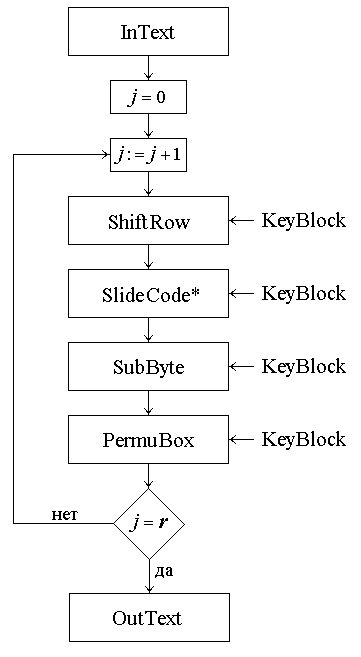 InText
j = 0
j := j + 1
ShiftRow KeyBlock
SlideCode* KeyBlock
SubByte KeyBlock
PermuBox KeyBlock
нет j = r
да
OutText